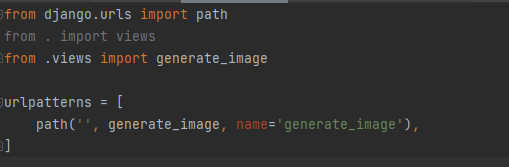 from django.urls import path
from . import views
from .views import generate_image

urlpatterns = [
    path('', generate_image, name='generate_image'),
]